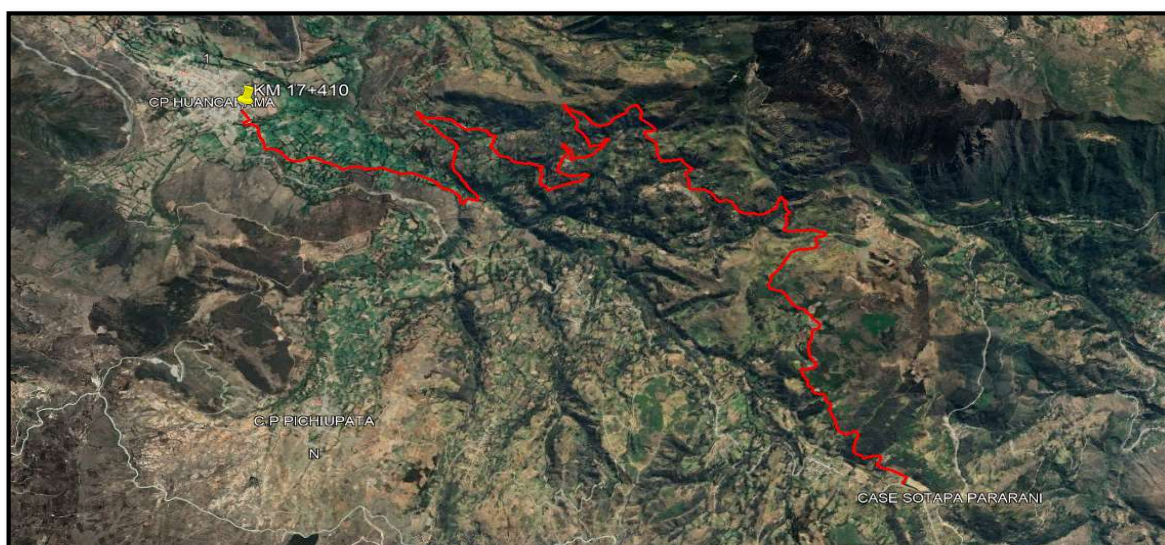 1
KM 17+410
CP HUANCARAMA
C.P PICHIUPATA
N
CASE SOTAPA PARARANI